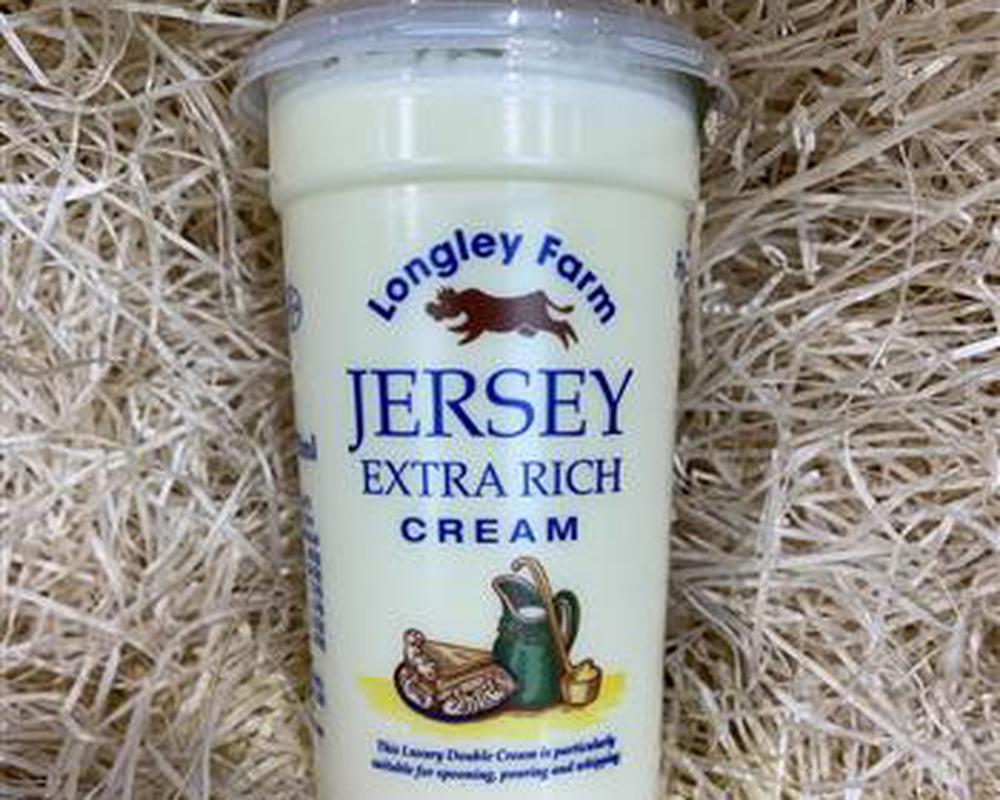 Longley Farm
JERSEY
EXTRA RICH
CREAM
This Luxury Double Cream is particularly
suitable for spooning, pouring and whipping